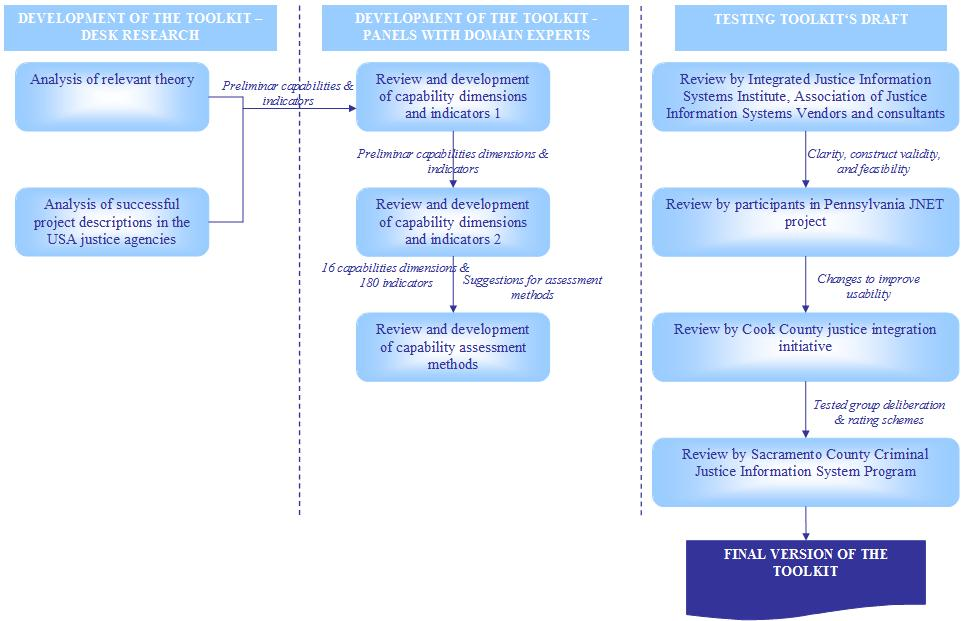 DEVELOPMENT OF THE TOOLKIT –
DESK RESEARCH
Analysis of relevant theory
Analysis of successful
project descriptions in the
USA justice agencies
Preliminar capabilities &
indicators
DEVELOPMENT OF THE TOOLKIT -
PANELS WITH DOMAIN EXPERTS
Review and development
of capability dimensions
and indicators 1
Preliminar capabilities dimensions &
indicators
Review and development
of capability dimensions
and indicators 2
16 capabilities dimensions &
180 indicators
Suggestions for assessment
methods
Review and development
of capability assessment
methods
TESTING TOOLKIT'S DRAFT
Review by Integrated Justice Information
Systems Institute, Association of Justice
Information Systems Vendors and consultants
Clarity, construct validity,
and feasibility
Review by participants in Pennsylvania JNET
project
Changes to improve
usability
Review by Cook County justice integration
initiative
Tested group deliberation
& rating schemes
Review by Sacramento County Criminal
Justice Information System Program
FINAL VERSION OF THE
TOOLKIT